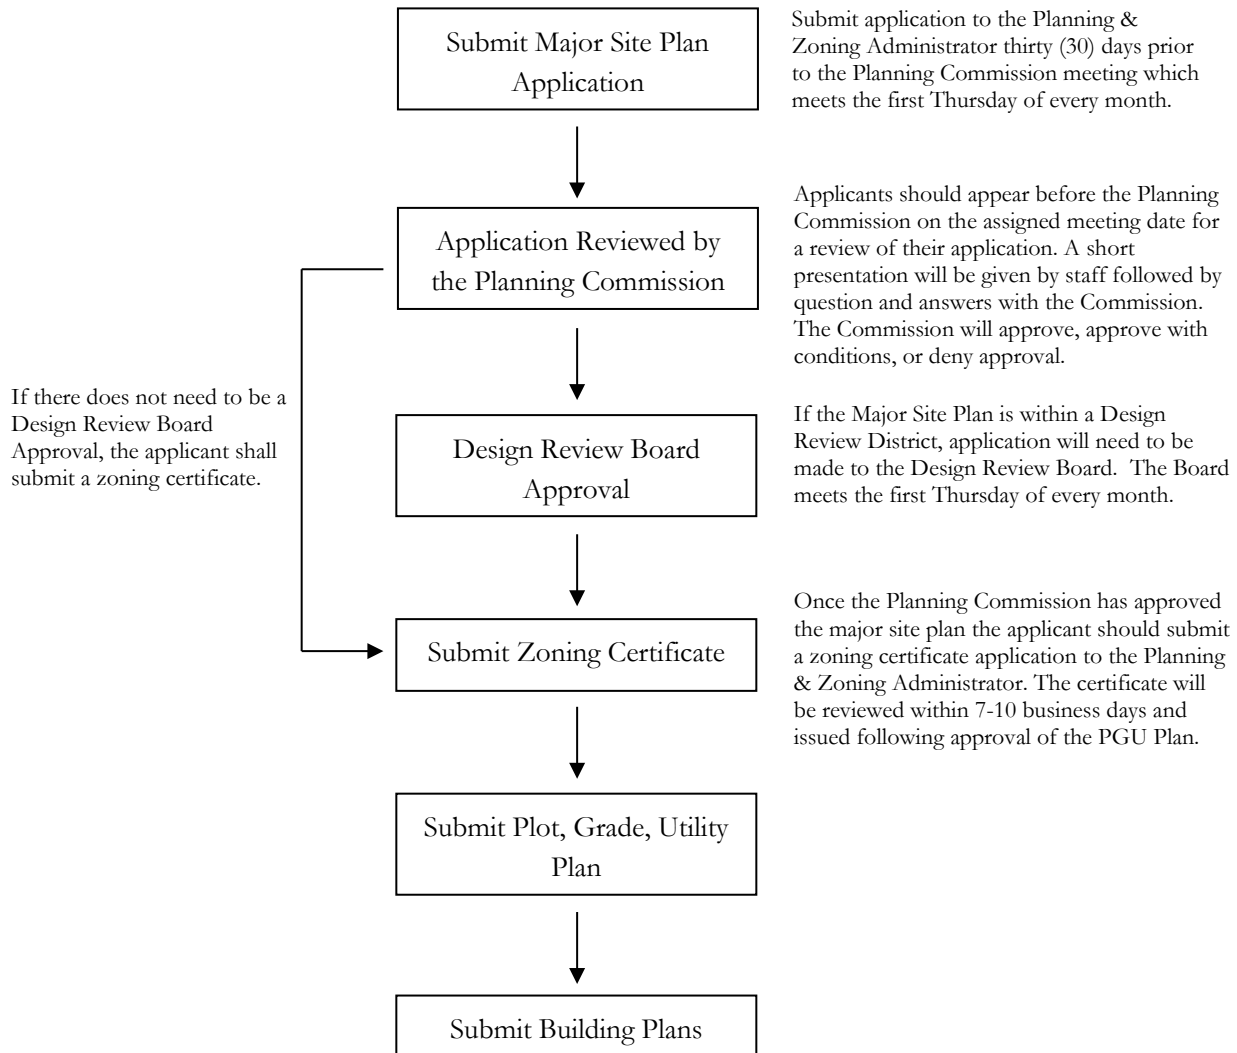 Submit Major Site Plan
Application
Submit application to the Planning &
Zoning Administrator thirty (30) days prior
to the Planning Commission meeting which
meets the first Thursday of every month.
Application Reviewed by
the Planning Commission
Applicants should appear before the Planning
Commission on the assigned meeting date for
a review of their application. A short
presentation will be given by staff followed by
question and answers with the Commission.
The Commission will approve, approve with
conditions, or deny approval.
If there does not need to be a
Design Review Board
Approval, the applicant shall
submit a zoning certificate.
Design Review Board
Approval
If the Major Site Plan is within a Design
Review District, application will need to be
made to the Design Review Board.  The Board
meets the first Thursday of every month.
Submit Zoning Certificate
Once the Planning Commission has approved
the major site plan the applicant should submit
a zoning certificate application to the Planning
& Zoning Administrator. The certificate will
be reviewed within 7-10 business days and
issued following approval of the PGU Plan.
Submit Plot, Grade, Utility
Plan
Submit Building Plans